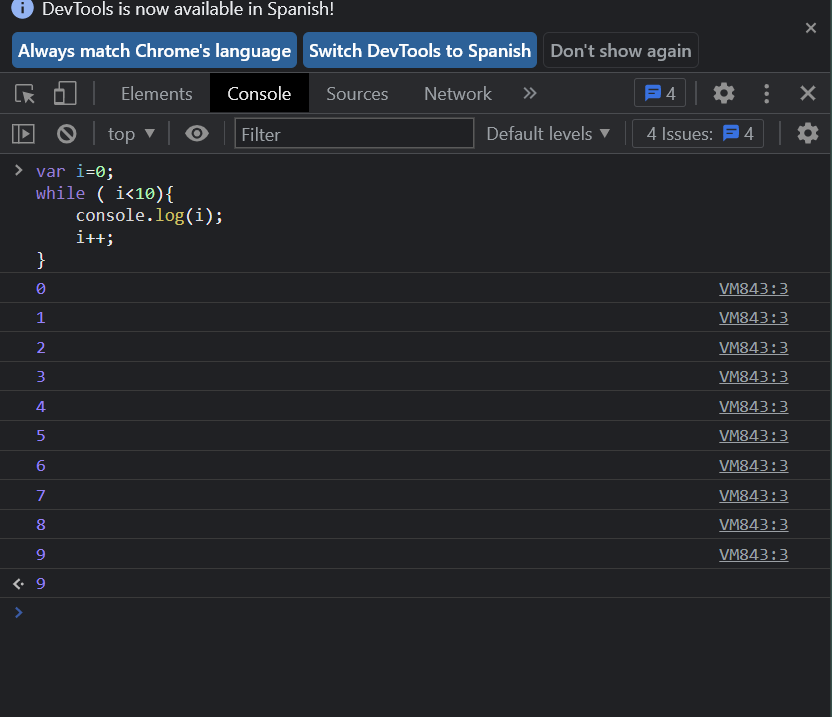 DevTools is now available in Spanish!
Always match Chrome's language Switch DevTools to Spanish Don't show again
Elements Console Sources Network 4
top Filter Default levels 4 Issues: 4
var i=0;
while ( i<10){
    console.log(i);
    i++;
}
0 VM843:3
1 VM843:3
2 VM843:3
3 VM843:3
4 VM843:3
5 VM843:3
6 VM843:3
7 VM843:3
8 VM843:3
9 VM843:3
9